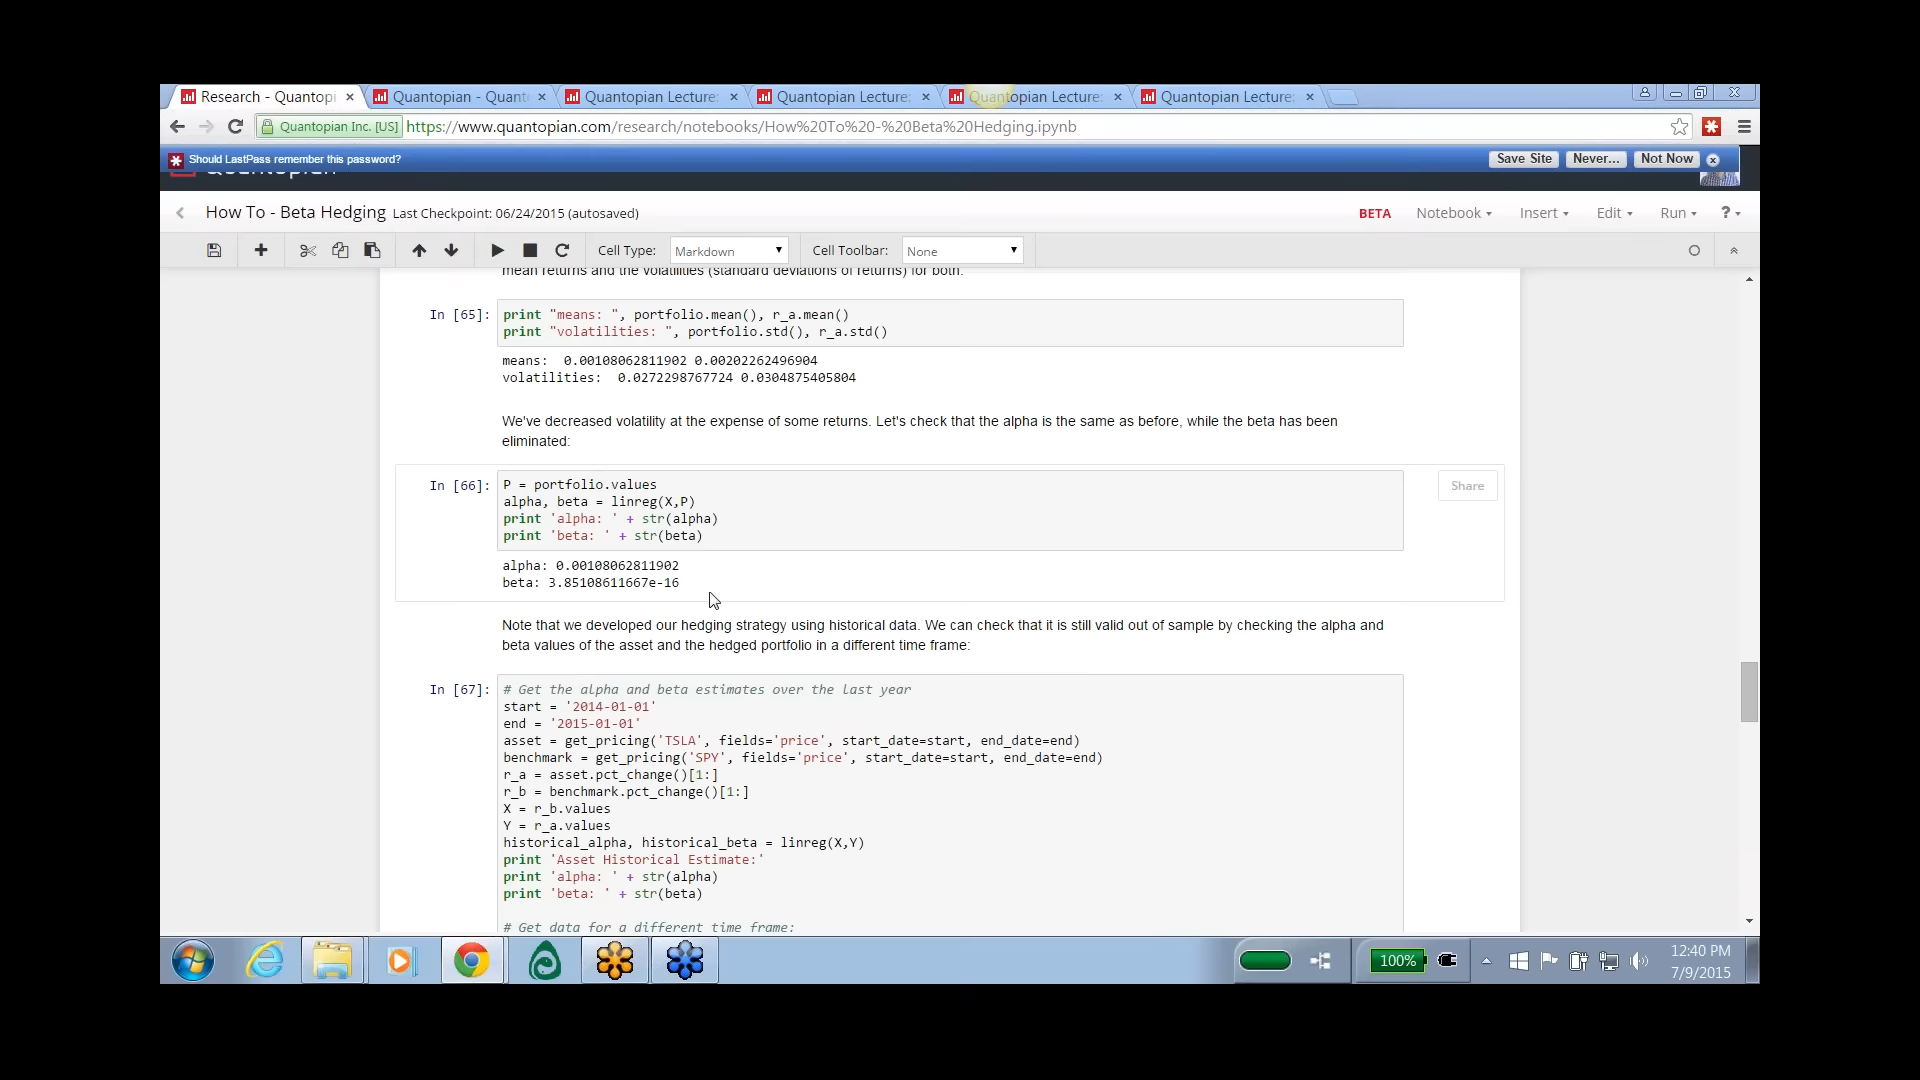 Research - Quantopi
Quantopian - Quant
Quantopian Lecture:
Quantopian Lecture:
Quantopian Lecture:
Quantopian Lecture:
Quantopian Inc. [US] https://www.quantopian.com/research/notebooks/How%20To%20-%20Beta%20Hedging.ipynb
Should LastPass remember this password?
Save Site Never... Not Now
Quantopian
How To - Beta Hedging Last Checkpoint: 06/24/2015 (autosaved)
BETA Notebook Insert Edit Run ?
Cell Type: Markdown Cell Toolbar: None
mean returns and the volatilities (standard deviations of returns) for both.
In [65]: print "means: ", portfolio.mean(), r_a.mean()
print "volatilities: ", portfolio.std(), r_a.std()
means:  0.00108062811902 0.00202262496904
volatilities:  0.0272298767724 0.0304875405804
We've decreased volatility at the expense of some returns. Let's check that the alpha is the same as before, while the beta has been
eliminated:
In [66]: P = portfolio.values
alpha, beta = linreg(X,P)
print 'alpha: ' + str(alpha)
print 'beta: ' + str(beta)
Share
alpha: 0.00108062811902
beta: 3.85108611667e-16
Note that we developed our hedging strategy using historical data. We can check that it is still valid out of sample by checking the alpha and
beta values of the asset and the hedged portfolio in a different time frame:
In [67]: # Get the alpha and beta estimates over the last year
start = '2014-01-01'
end = '2015-01-01'
asset = get_pricing('TSLA', fields='price', start_date=start, end_date=end)
benchmark = get_pricing('SPY', fields='price', start_date=start, end_date=end)
r_a = asset.pct_change()[1:]
r_b = benchmark.pct_change()[1:]
X = r_b.values
Y = r_a.values
historical_alpha, historical_beta = linreg(X,Y)
print 'Asset Historical Estimate:'
print 'alpha: ' + str(alpha)
print 'beta: ' + str(beta)
# Get data for a different time frame:
100%
12:40 PM
7/9/2015